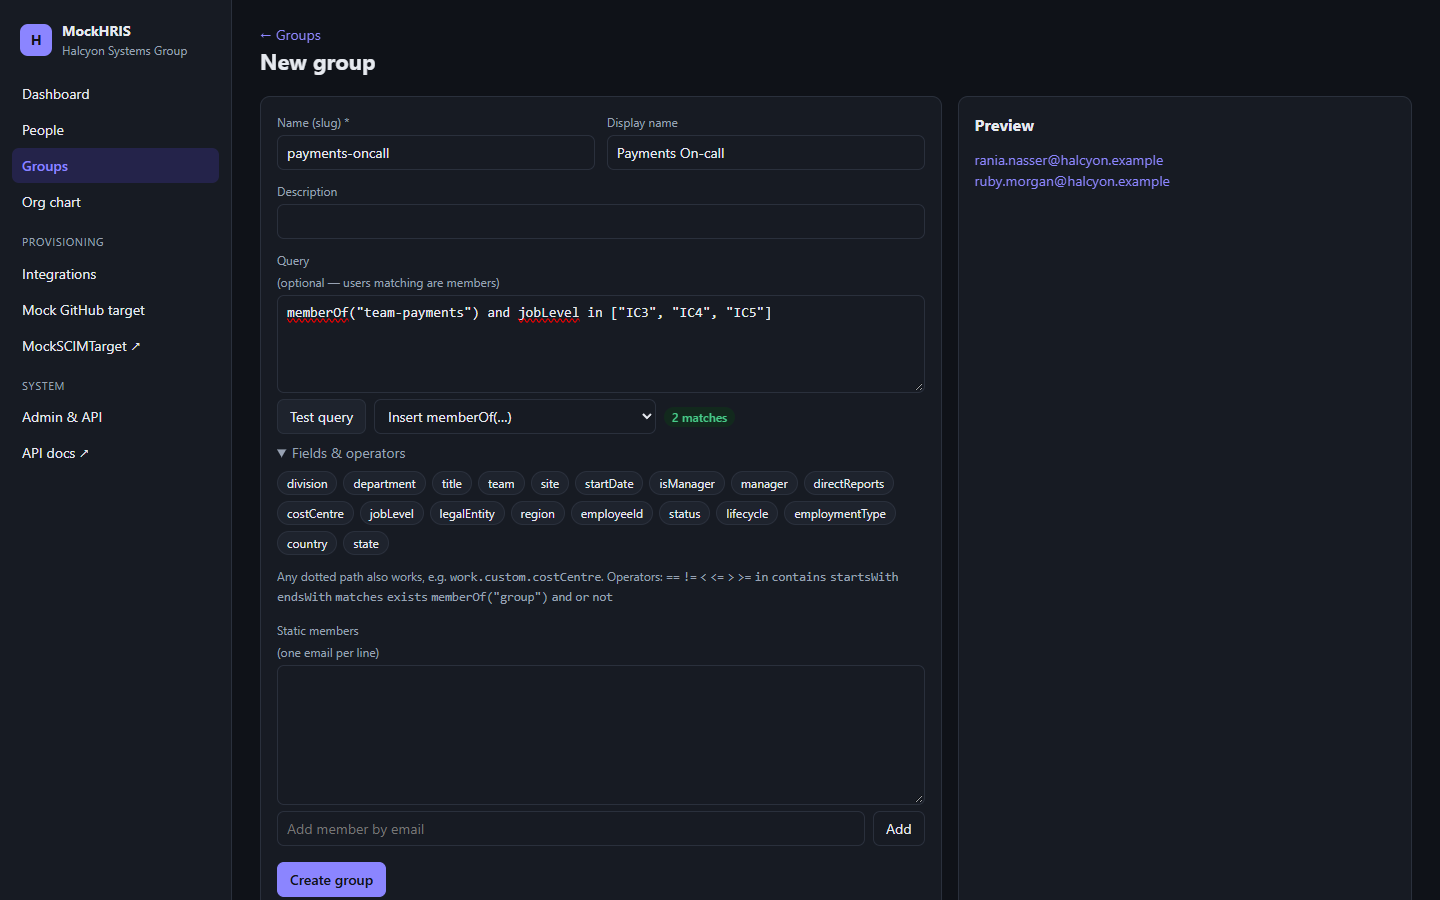 H
MockHRIS
Halcyon Systems Group
Dashboard
People
Groups
Org chart
PROVISIONING
Integrations
Mock GitHub target
MockSCIMTarget ↗
SYSTEM
Admin & API
API docs ↗
← Groups
New group
Name (slug) *
Display name
payments-oncall
Payments On-call
Description
Query
(optional — users matching are members)
memberOf("team-payments") and jobLevel in ["IC3", "IC4", "IC5"]
Test query
Insert memberOf(...)
2 matches
▼ Fields & operators
division department title team site startDate isManager manager directReports
costCentre jobLevel legalEntity region employeeId status lifecycle employmentType
country state
Any dotted path also works, e.g. work.custom.costCentre. Operators: == != < <= > >= in contains startsWith
endsWith matches exists memberOf("group") and or not
Static members
(one email per line)
Add member by email
Add
Create group
Preview
rania.nasser@halcyon.example
ruby.morgan@halcyon.example